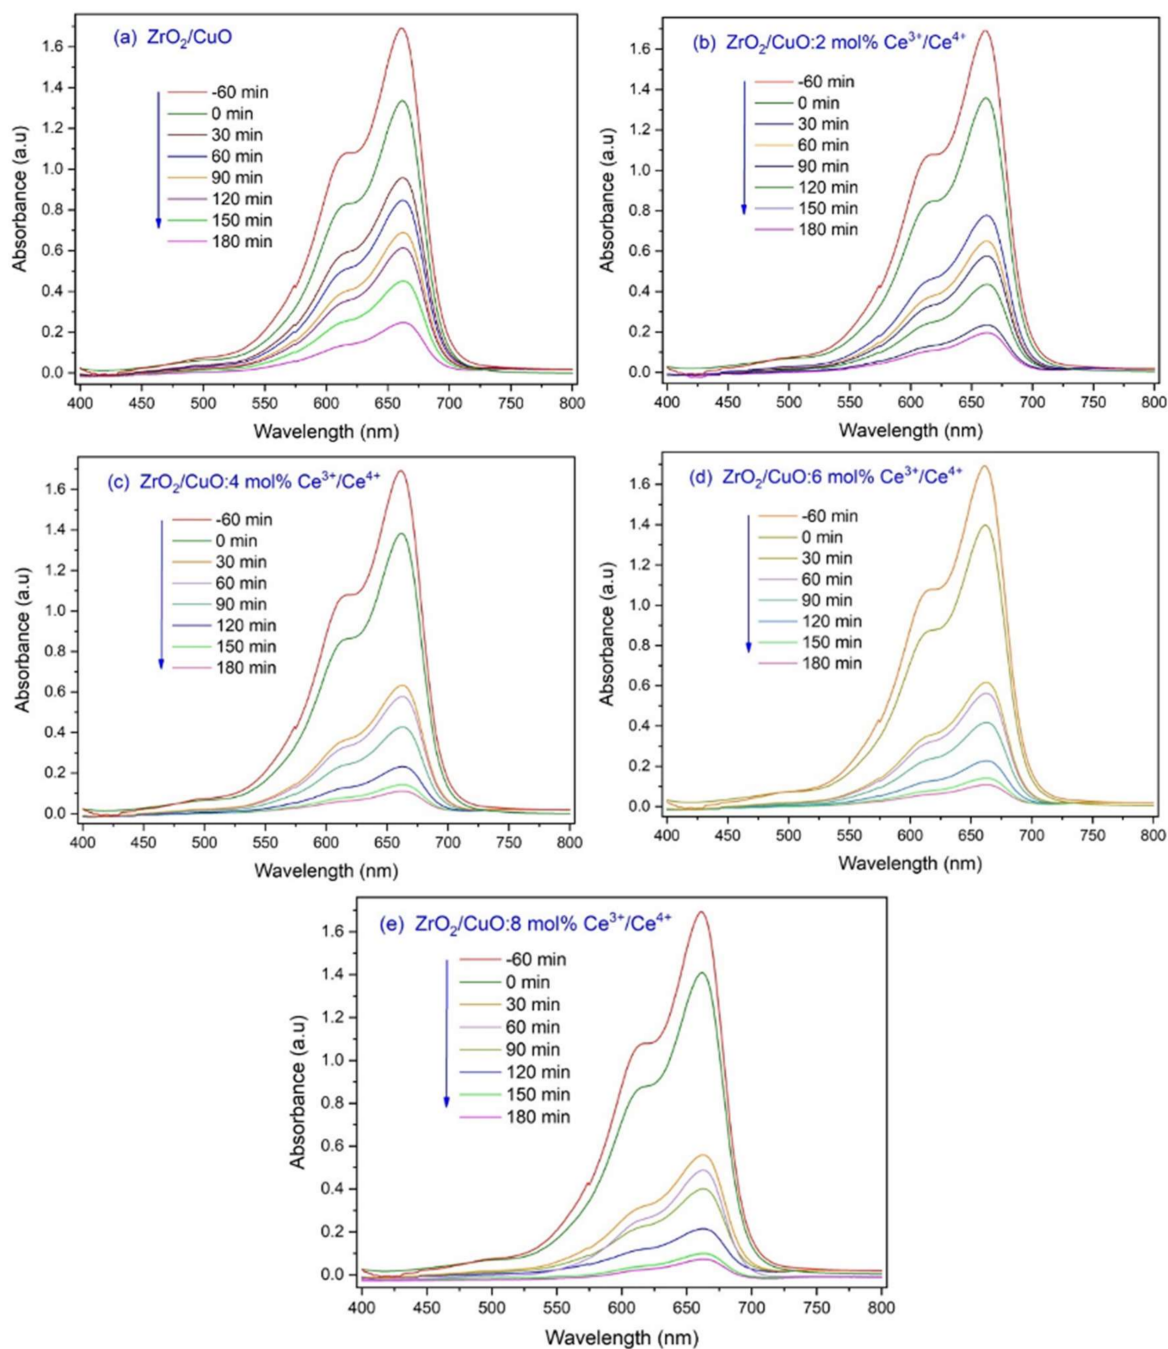 (a) ZrO₂/CuO
-60 min
0 min
30 min
60 min
90 min
120 min
150 min
180 min
Absorbance (a.u)
1.6
1.4
1.2
1.0
0.8
0.6
0.4
0.2
0.0
400 450 500 550 600 650 700 750 800
Wavelength (nm)
(b) ZrO₂/CuO:2 mol% Ce³⁺/Ce⁴⁺
-60 min
0 min
30 min
60 min
90 min
120 min
150 min
180 min
Absorbance (a.u)
1.6
1.4
1.2
1.0
0.8
0.6
0.4
0.2
0.0
400 450 500 550 600 650 700 750 800
Wavelength (nm)
(c) ZrO₂/CuO:4 mol% Ce³⁺/Ce⁴⁺
-60 min
0 min
30 min
60 min
90 min
120 min
150 min
180 min
Absorbance (a.u)
1.6
1.4
1.2
1.0
0.8
0.6
0.4
0.2
0.0
400 450 500 550 600 650 700 750 800
Wavelength (nm)
(d) ZrO₂/CuO:6 mol% Ce³⁺/Ce⁴⁺
-60 min
0 min
30 min
60 min
90 min
120 min
150 min
180 min
Absorbance (a.u)
1.6
1.4
1.2
1.0
0.8
0.6
0.4
0.2
0.0
400 450 500 550 600 650 700 750 800
Wavelength (nm)
(e) ZrO₂/CuO:8 mol% Ce³⁺/Ce⁴⁺
-60 min
0 min
30 min
60 min
90 min
120 min
150 min
180 min
Absorbance (a.u)
1.6
1.4
1.2
1.0
0.8
0.6
0.4
0.2
0.0
400 450 500 550 600 650 700 750 800
Wavelength (nm)